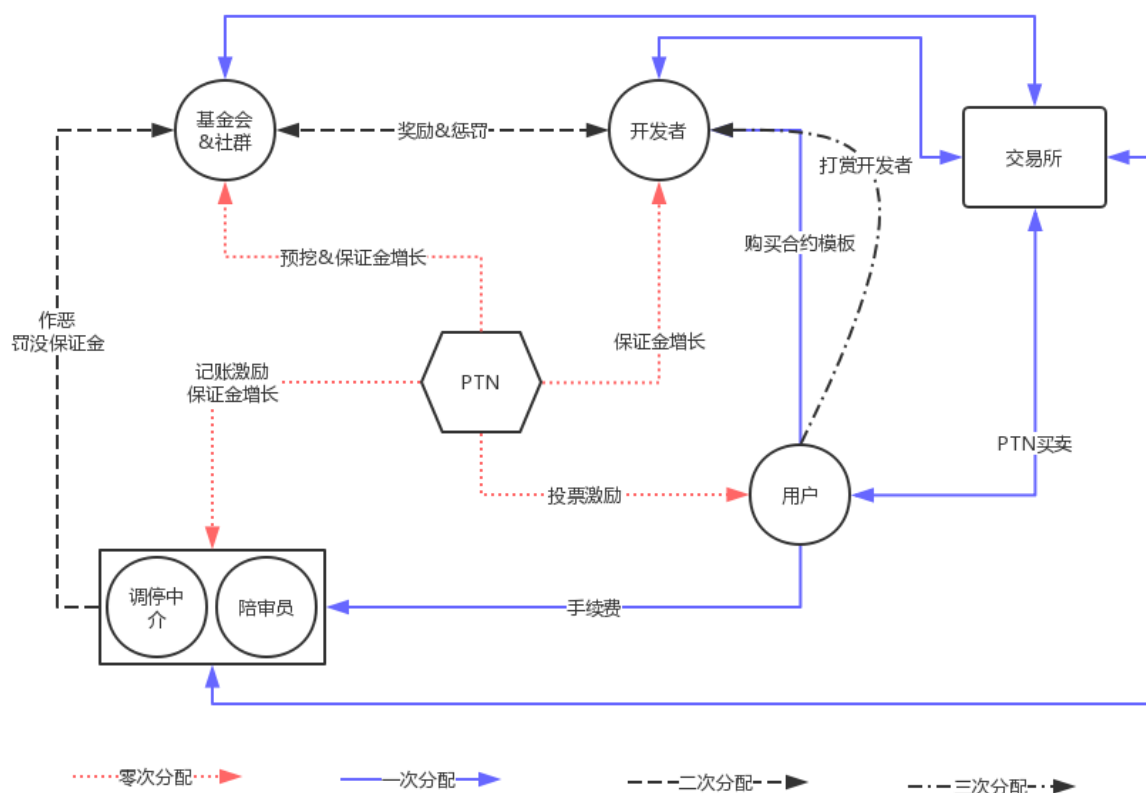 基金会
&社群
奖励&惩罚
开发者
打赏开发者
交易所
购买合约模板
预挖&保证金增长
作恶
罚没保证金
保证金增长
记账激励
保证金增长
PTN
PTN买卖
投票激励
用户
调停中
介
陪审员
手续费
零次分配
一次分配
二次分配
三次分配